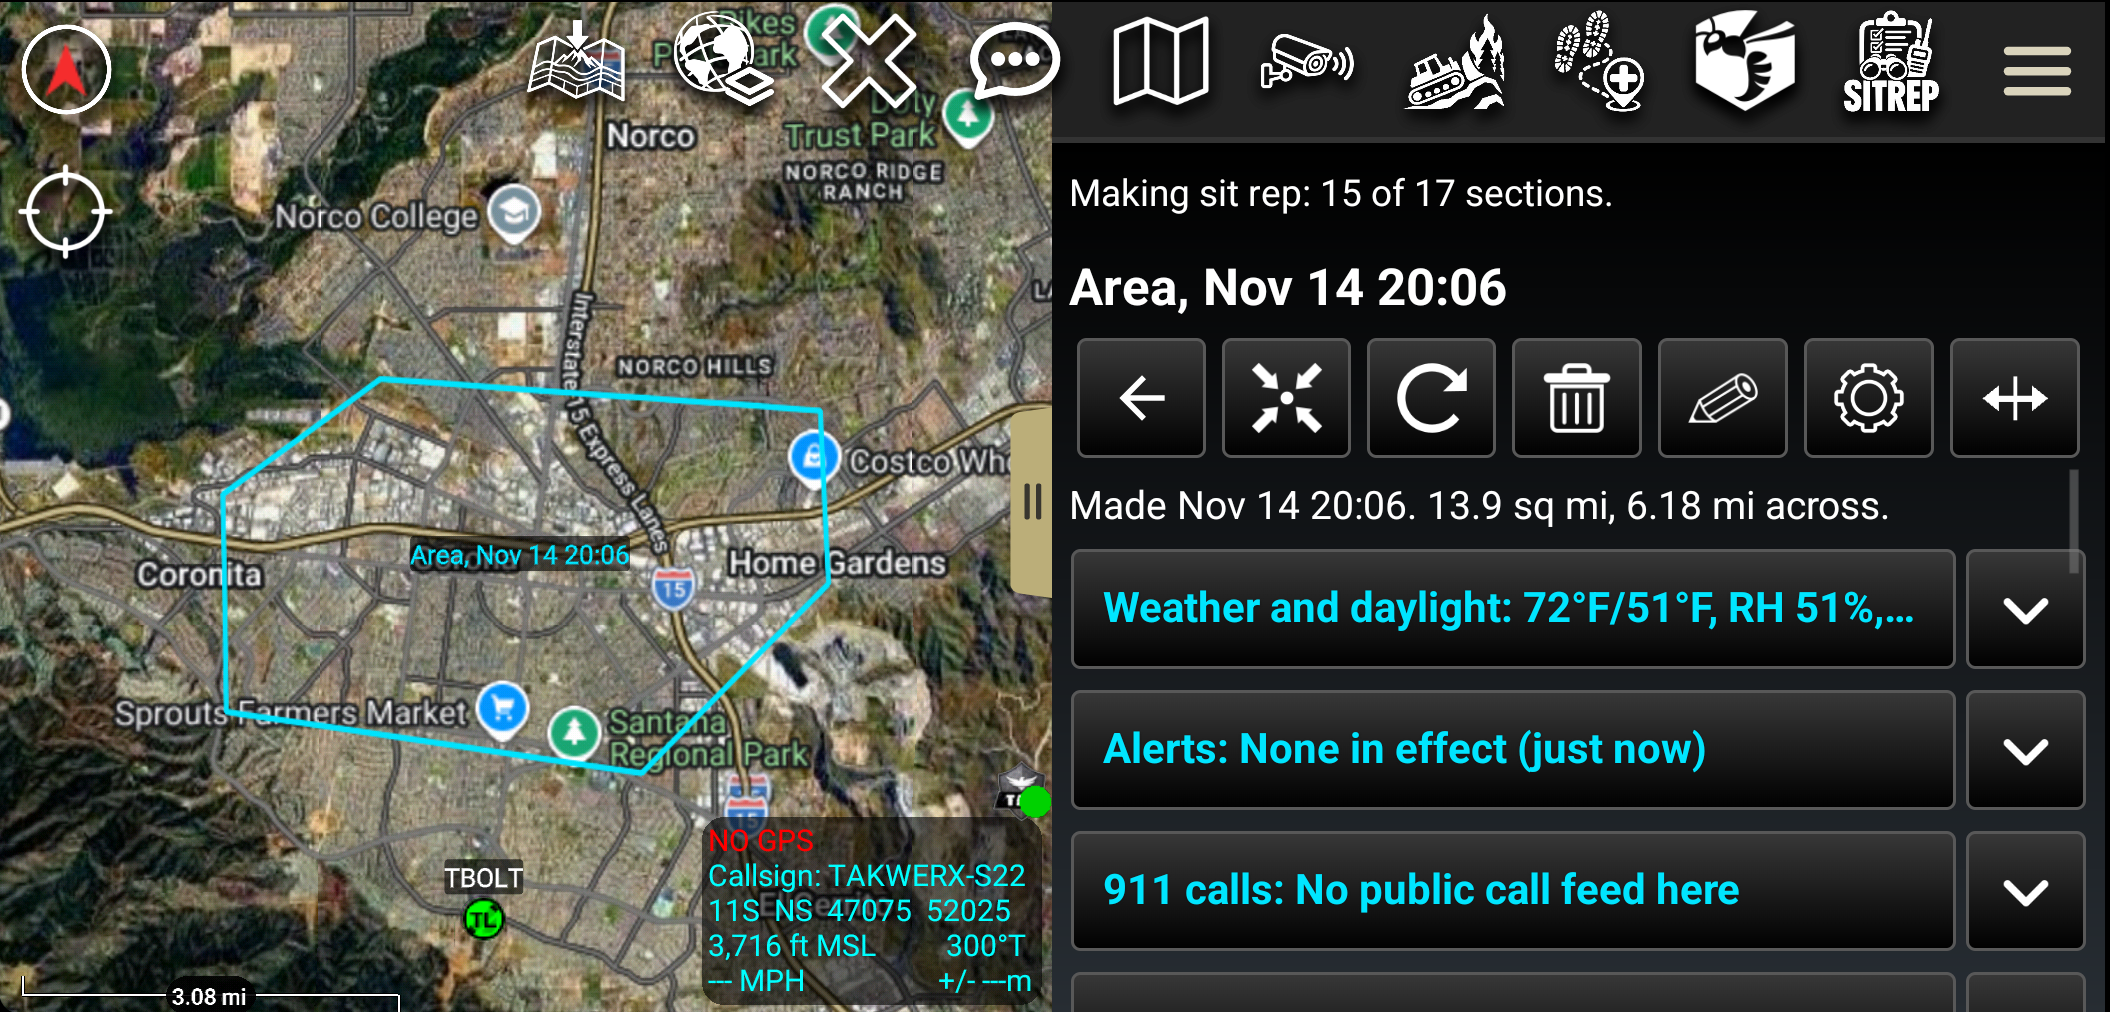 Pikes
Park
Doty
Trust Park
Norco
NORCO RIDGE
RANCH
Norco College
Interstate 15 Express Lanes
NORCO HILLS
Costco Wh
Area, Nov 14 20:06
Coronita
Home Gardens
15
Sprouts Farmers Market
Santana
Regional Park
15
TBOLT
TL
3.08 mi
NO GPS
Callsign: TAKWERX-S22
11S NS 47075 52025
3,716 ft MSL 300°T
--- MPH +/- ---m
SITREP
Making sit rep: 15 of 17 sections.
Area, Nov 14 20:06
Made Nov 14 20:06. 13.9 sq mi, 6.18 mi across.
Weather and daylight: 72°F/51°F, RH 51%,...
Alerts: None in effect (just now)
911 calls: No public call feed here